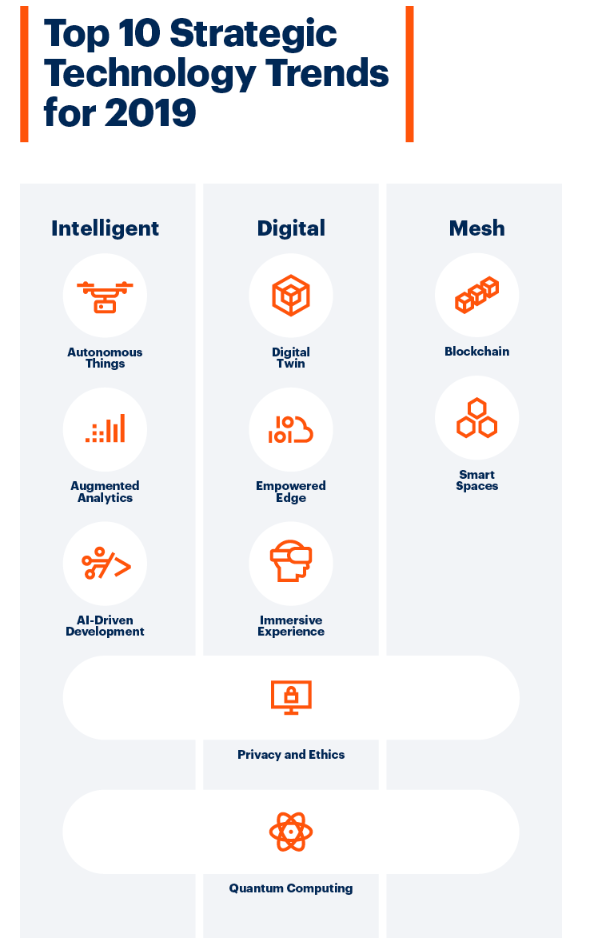 Top 10 Strategic
Technology Trends
for 2019
Intelligent
Autonomous
Things
Augmented
Analytics
AI-Driven
Development
Digital
Digital
Twin
Empowered
Edge
Immersive
Experience
Mesh
Blockchain
Smart
Spaces
Privacy and Ethics
Quantum Computing